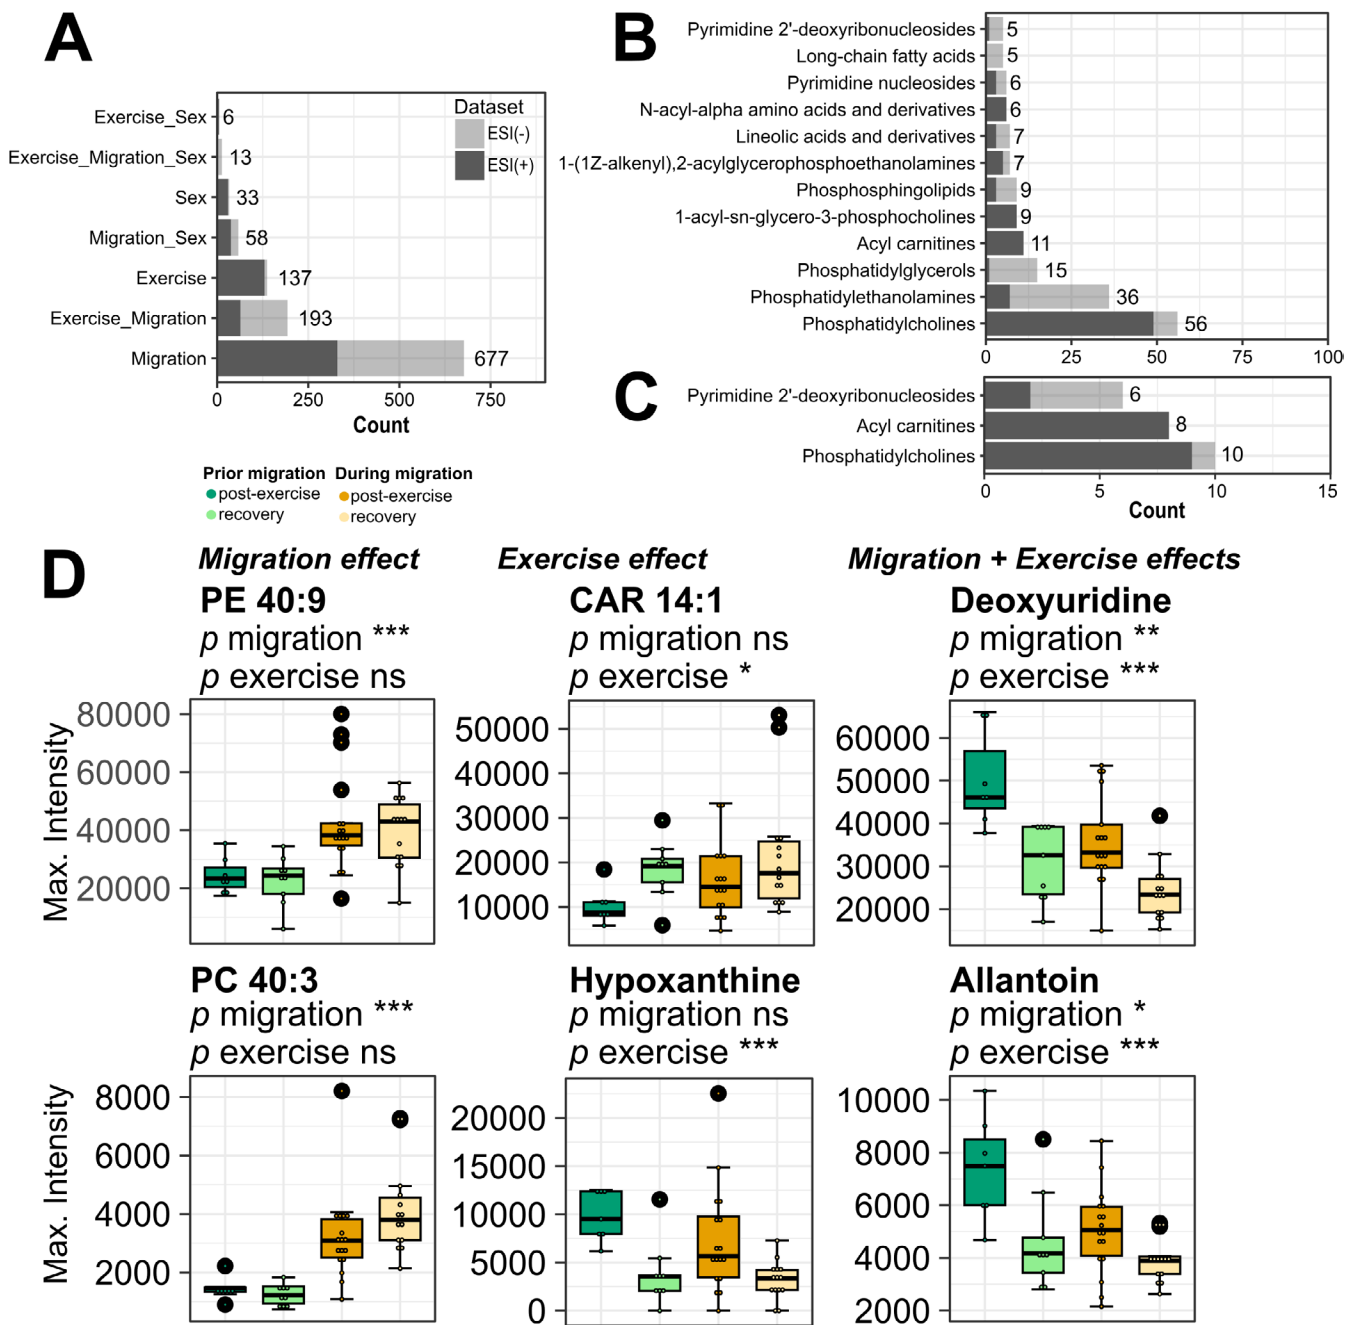 A
Dataset
ESI(-)
ESI(+)
Exercise_Sex
6
Exercise_Migration_Sex
13
Sex
33
Migration_Sex
58
Exercise
137
Exercise_Migration
193
Migration
677
0 250 500 750
Count
B
Pyrimidine 2'-deoxyribonucleosides
5
Long-chain fatty acids
5
Pyrimidine nucleosides
6
N-acyl-alpha amino acids and derivatives
6
Lineolic acids and derivatives
7
1-(1Z-alkenyl),2-acylglycerophosphoethanolamines
7
Phosphosphingolipids
9
1-acyl-sn-glycero-3-phosphocholines
9
Acyl carnitines
11
Phosphatidylglycerols
15
Phosphatidylethanolamines
36
Phosphatidylcholines
56
0 25 50 75 100
C
Pyrimidine 2'-deoxyribonucleosides
6
Acyl carnitines
8
Phosphatidylcholines
10
0 5 10 15
Count
Prior migration During migration
post-exercise post-exercise
recovery recovery
D
Migration effect
Exercise effect
Migration + Exercise effects
PE 40:9
p migration ***
p exercise ns
Max. Intensity
80000
60000
40000
20000
CAR 14:1
p migration ns
p exercise *
50000
40000
30000
20000
10000
Deoxyuridine
p migration **
p exercise ***
60000
50000
40000
30000
20000
PC 40:3
p migration ***
p exercise ns
Max. Intensity
8000
6000
4000
2000
Hypoxanthine
p migration ns
p exercise ***
20000
15000
10000
5000
0
Allantoin
p migration *
p exercise ***
10000
8000
6000
4000
2000